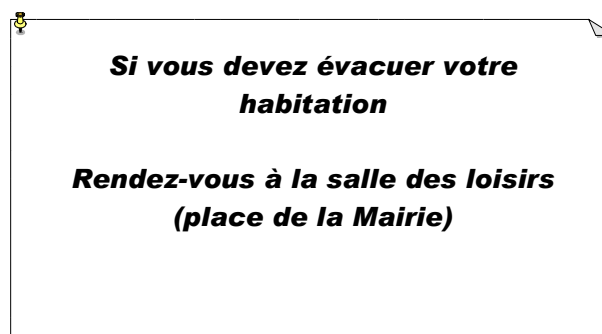 Si vous devez évacuer votre
habitation
Rendez-vous à la salle des loisirs
(place de la Mairie)